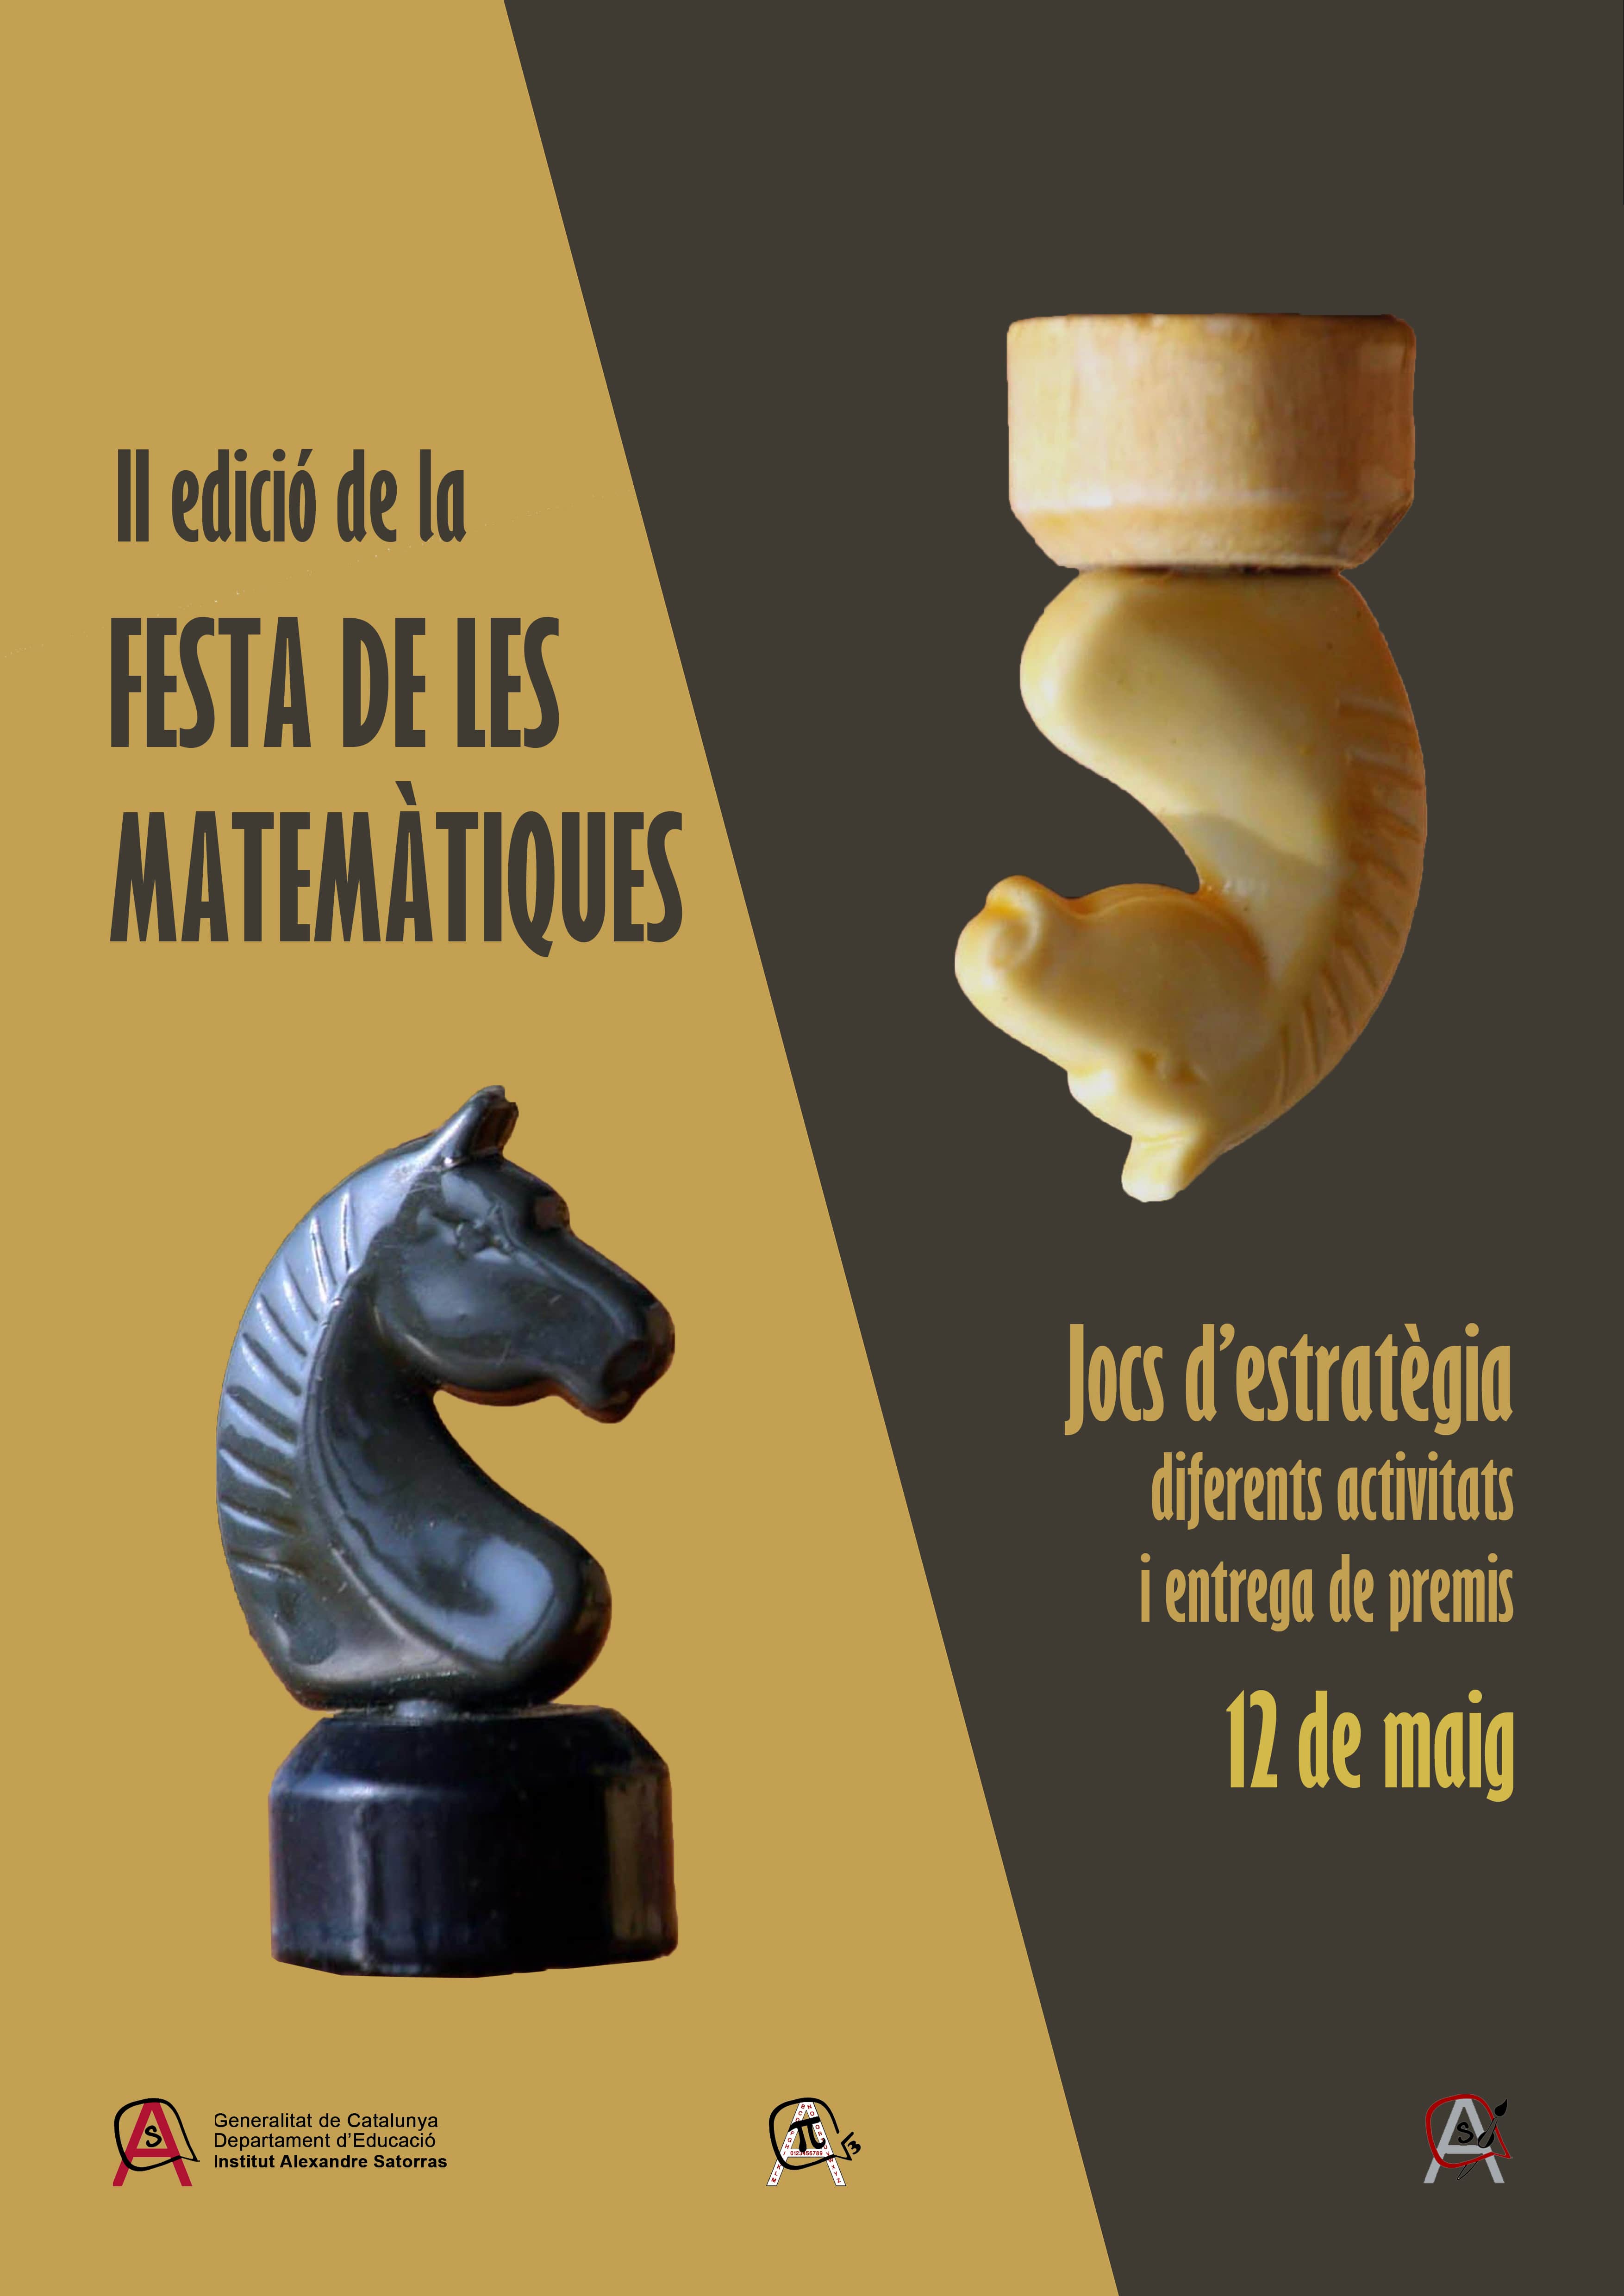 II edició de la
FESTA DE LES
MATEMÀTIQUES
Jocs d'estratègia
diferents activitats
i entrega de premis
12 de maig
Generalitat de Catalunya
Departament d'Educació
Institut Alexandre Satorras